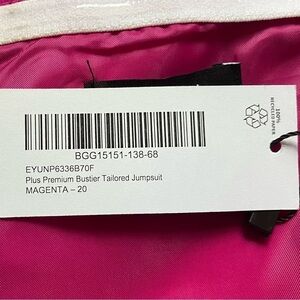 BGG15151-138-68
EYUNP6336B70F
Plus Premium Bustier Tailored Jumpsuit
MAGENTA – 20
100%
RECYCLED PAPER